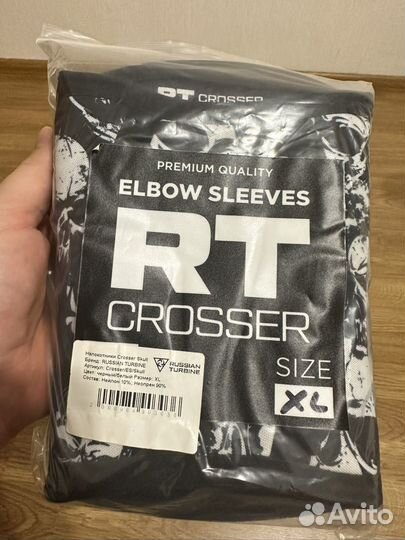 RT CROSSER
PREMIUM QUALITY
ELBOW SLEEVES
RT
CROSSER
SIZE
XL
Налокотники Crosser Skull
Бренд: RUSSIAN TURBINE
Артикул: Crosser/ES/Skull
Цвет: черный/белый Размер: XL
Состав: Нейлон 10%, Неопрен 90%
RUSSIAN
TURBINE
Avito